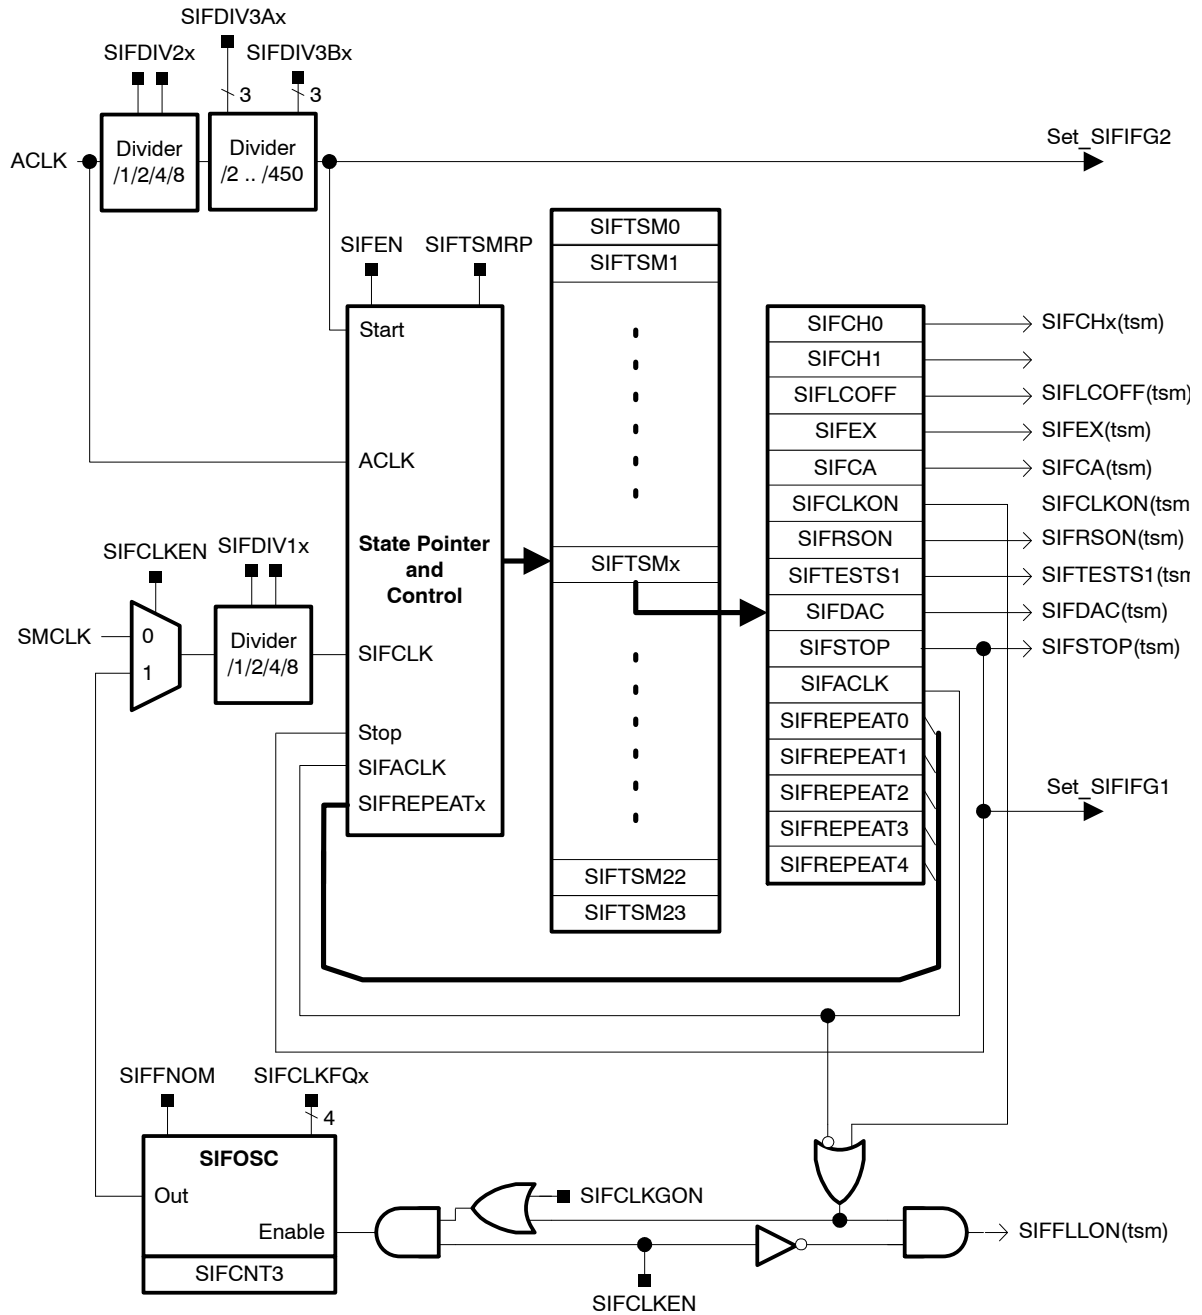 SIFDIV3Ax
SIFDIV2x
SIFDIV3Bx
3
3
ACLK
Divider
/1/2/4/8
Divider
/2 .. /450
Set_SIFIFG2
SIFEN
SIFTSMRP
SIFTSM0
SIFTSM1
Start
ACLK
State Pointer
and
Control
SIFCLK
Stop
SIFACLK
SIFREPEATx
SIFTSMx
SIFTSM22
SIFTSM23
SIFCH0
SIFCH1
SIFLCOFF
SIFEX
SIFCA
SIFCLKON
SIFRSON
SIFTESTS1
SIFDAC
SIFSTOP
SIFACLK
SIFREPEAT0
SIFREPEAT1
SIFREPEAT2
SIFREPEAT3
SIFREPEAT4
SIFCHx(tsm)
SIFLCOFF(tsm)
SIFEX(tsm)
SIFCA(tsm)
SIFCLKON(tsm
SIFRSON(tsm)
SIFTESTS1(tsm
SIFDAC(tsm)
SIFSTOP(tsm)
Set_SIFIFG1
SIFCLKEN
SIFDIV1x
SMCLK
0
1
Divider
/1/2/4/8
SIFFNOM
SIFCLKFQx
4
SIFOSC
Out
Enable
SIFCNT3
SIFCLKGON
SIFCLKEN
SIFFLLON(tsm)